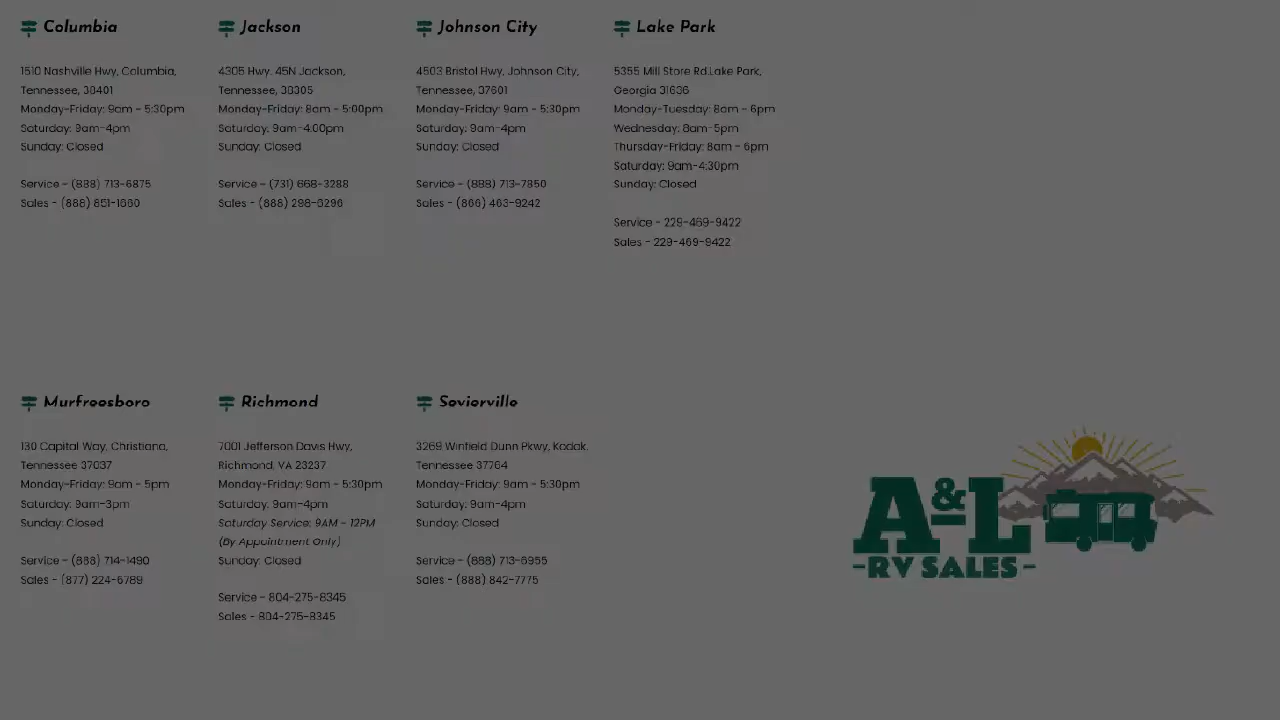 Columbia
1510 Nashville Hwy, Columbia,
Tennessee, 38401
Monday-Friday: 9am - 5:30pm
Saturday: 9am-4pm
Sunday: Closed
Service - (888) 713-6875
Sales - (888) 851-1660
Jackson
4305 Hwy. 45N Jackson,
Tennessee, 38305
Monday-Friday: 8am - 5:00pm
Saturday: 9am-4:00pm
Sunday: Closed
Service - (731) 668-3288
Sales - (888) 298-6296
Johnson City
4503 Bristol Hwy, Johnson City,
Tennessee, 37601
Monday-Friday: 9am - 5:30pm
Saturday: 9am-4pm
Sunday: Closed
Service - (888) 713-7850
Sales - (866) 463-9242
Lake Park
5355 Mill Store Rd.Lake Park,
Georgia 31636
Monday-Tuesday: 8am - 6pm
Wednesday: 8am-5pm
Thursday-Friday: 8am - 6pm
Saturday: 9am-4:30pm
Sunday: Closed
Service - 229-469-9422
Sales - 229-469-9422
Murfreesboro
130 Capital Way, Christiana,
Tennessee 37037
Monday-Friday: 9am - 5pm
Saturday: 9am-3pm
Sunday: Closed
Service - (888) 714-1490
Sales - (877) 224-6789
Richmond
7001 Jefferson Davis Hwy,
Richmond, VA 23237
Monday-Friday: 9am - 5:30pm
Saturday: 9am-4pm
Saturday Service: 9AM - 12PM
(By Appointment Only)
Sunday: Closed
Service - 804-275-8345
Sales - 804-275-8345
Sevierville
3269 Winfield Dunn Pkwy, Kodak,
Tennessee 37764
Monday-Friday: 9am - 5:30pm
Saturday: 9am-4pm
Sunday: Closed
Service - (888) 713-6955
Sales - (888) 842-7775
A&L
-RV SALES-